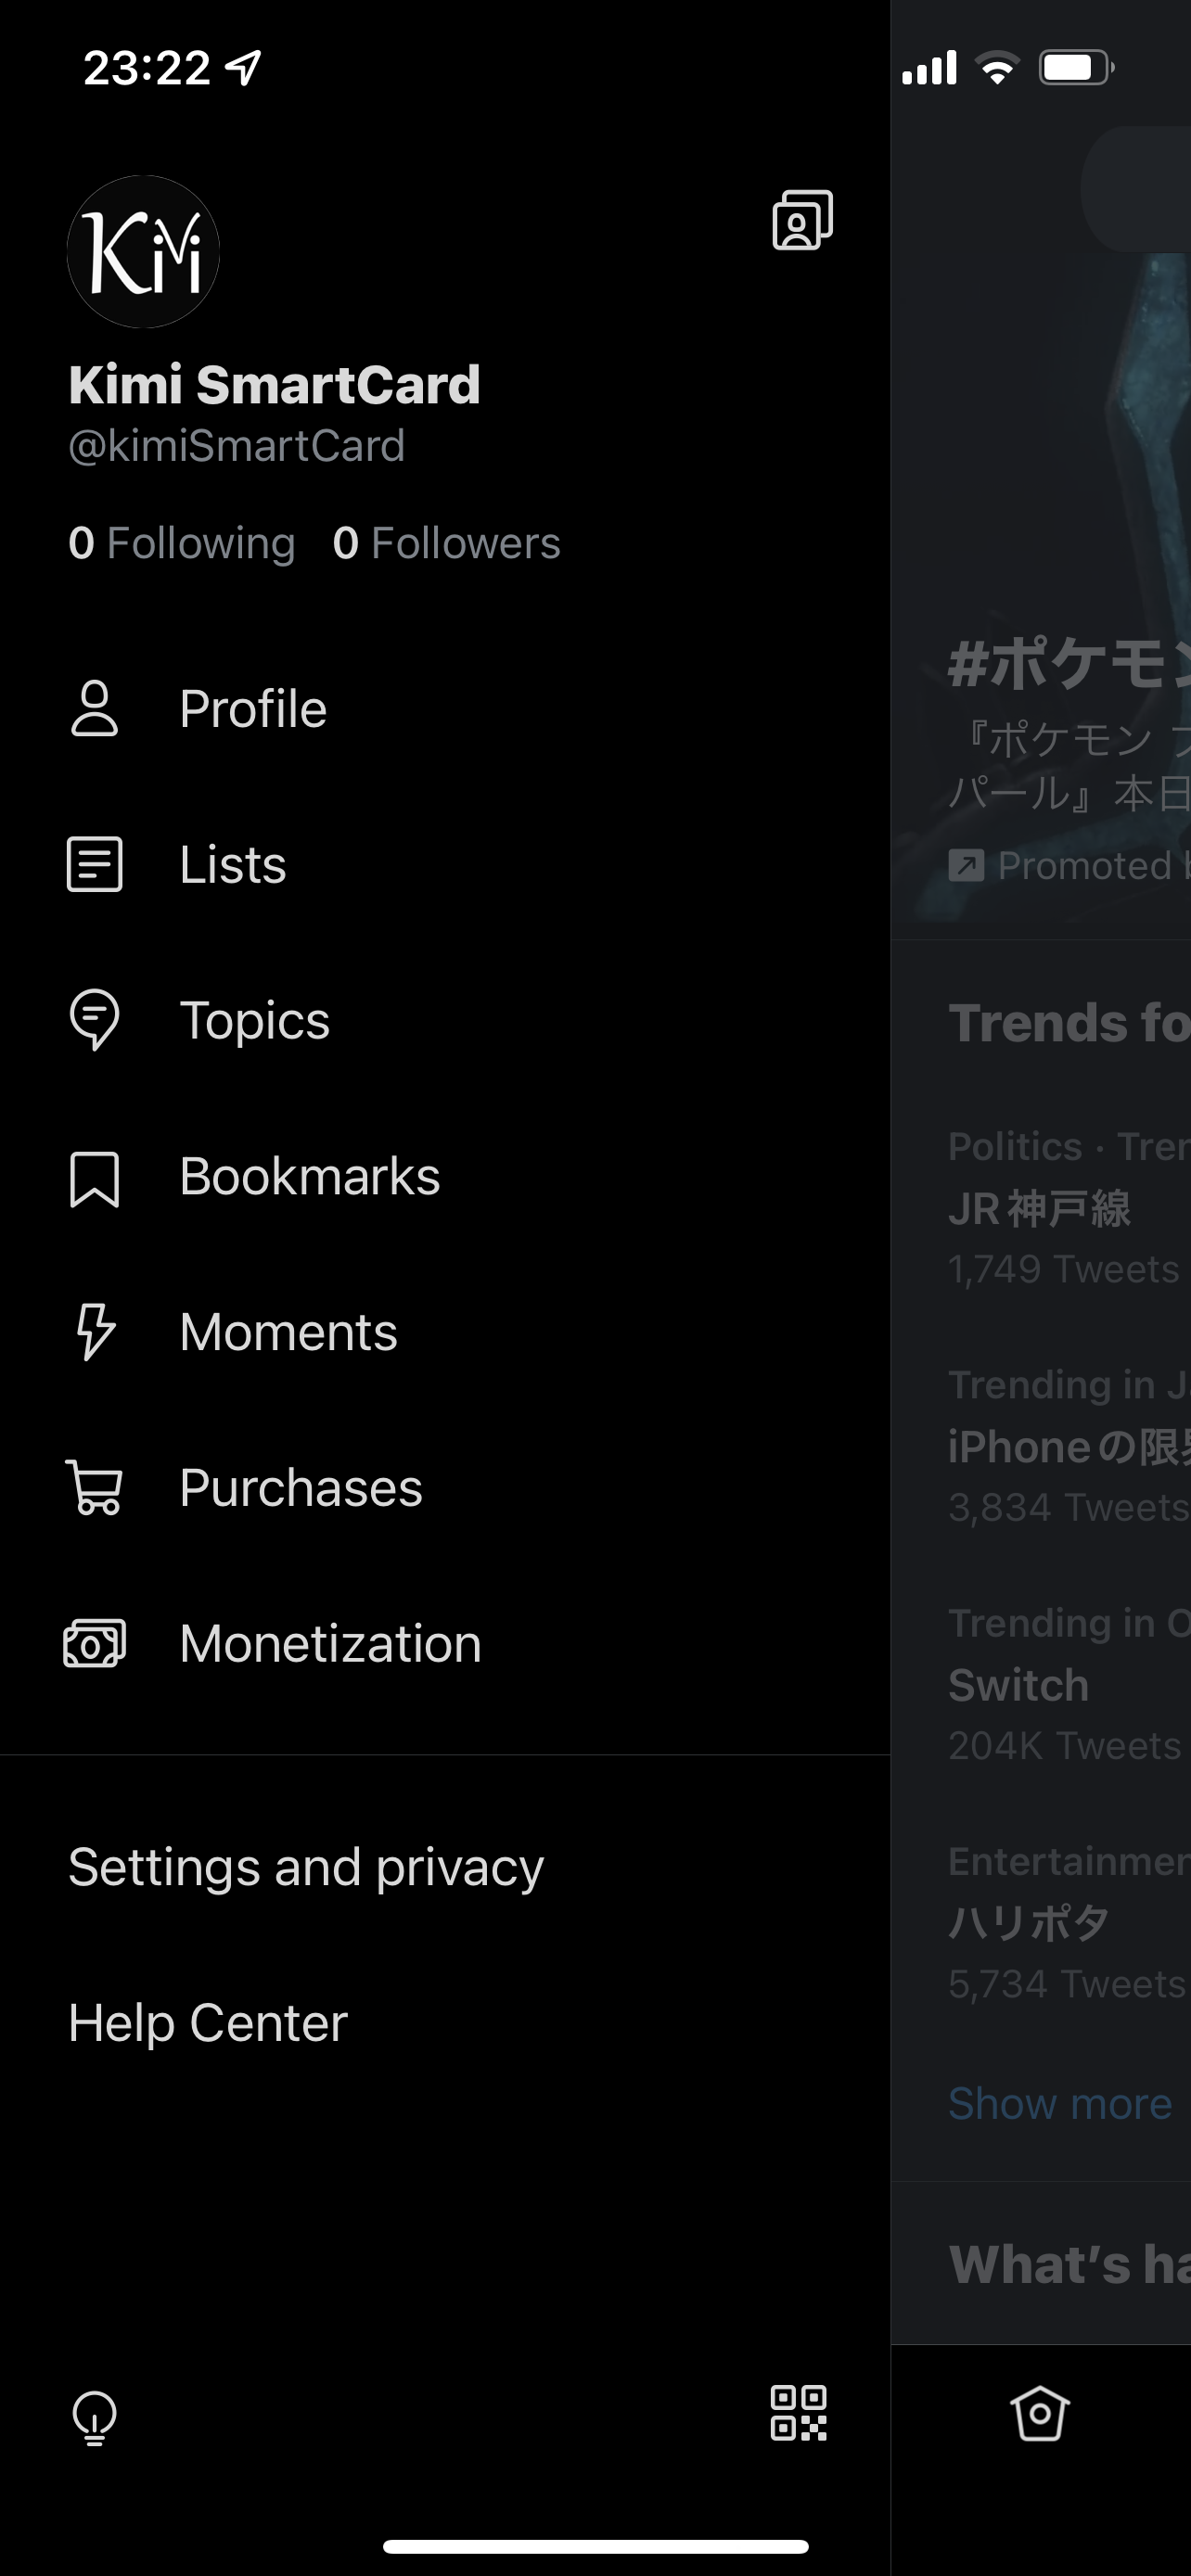 23:22
KiMi
Kimi SmartCard
@kimiSmartCard
0 Following 0 Followers
Profile
Lists
Topics
Bookmarks
Moments
Purchases
Monetization
Settings and privacy
Help Center
#ポケモン
『ポケモン
パール』本日
Promoted
Trends fo
Politics · Tren
JR神戸線
1,749 Tweets
Trending in J
iPhoneの限界
3,834 Tweets
Trending in O
Switch
204K Tweets
Entertainmen
ハリポタ
5,734 Tweets
Show more
What’s ha